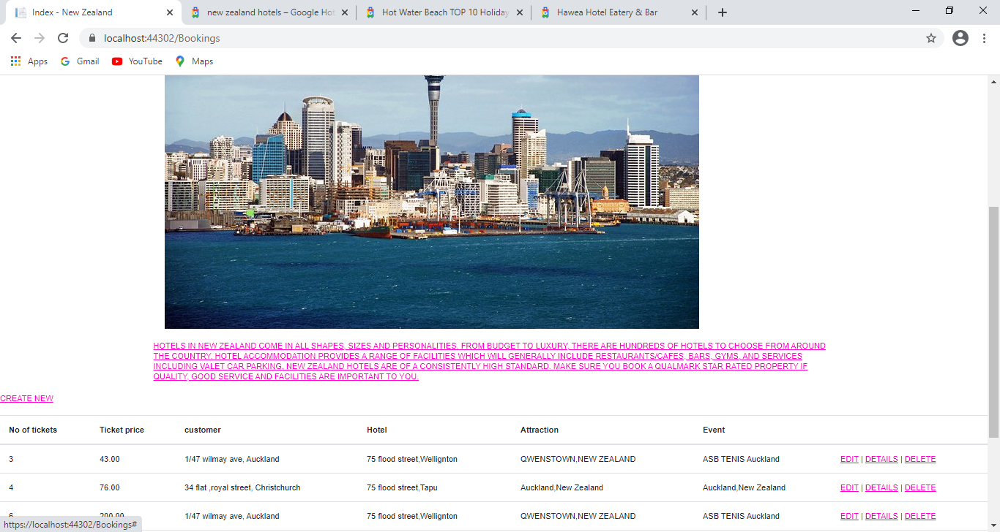 Index - New Zealand
new zealand hotels – Google Hot
Hot Water Beach TOP 10 Holiday
Hawea Hotel Eatery & Bar
localhost:44302/Bookings
Apps Gmail YouTube Maps
HOTELS IN NEW ZEALAND COME IN ALL SHAPES, SIZES AND PERSONALITIES. FROM BUDGET TO LUXURY, THERE ARE HUNDREDS OF HOTELS TO CHOOSE FROM AROUND
THE COUNTRY. HOTEL ACCOMMODATION PROVIDES A RANGE OF FACILITIES WHICH WILL GENERALLY INCLUDE RESTAURANTS/CAFES, BARS, GYMS, AND SERVICES
INCLUDING VALET CAR PARKING. NEW ZEALAND HOTELS ARE OF A CONSISTENTLY HIGH STANDARD. MAKE SURE YOU BOOK A QUALMARK STAR RATED PROPERTY IF
QUALITY, GOOD SERVICE AND FACILITIES ARE IMPORTANT TO YOU.
CREATE NEW
No of tickets Ticket price customer Hotel Attraction Event
3 43.00 1/47 wilmay ave, Auckland 75 flood street,Wellignton QWENSTOWN,NEW ZEALAND ASB TENIS Auckland EDIT | DETAILS | DELETE
4 76.00 34 flat ,royal street, Christchurch 75 flood street,Tapu Auckland,New Zealand Auckland,New Zealand EDIT | DETAILS | DELETE
6 200.00 1/47 wilmay ave, Auckland 75 flood street,Wellignton QWENSTOWN,NEW ZEALAND ASB TENIS Auckland EDIT | DETAILS | DELETE
https://localhost:44302/Bookings#